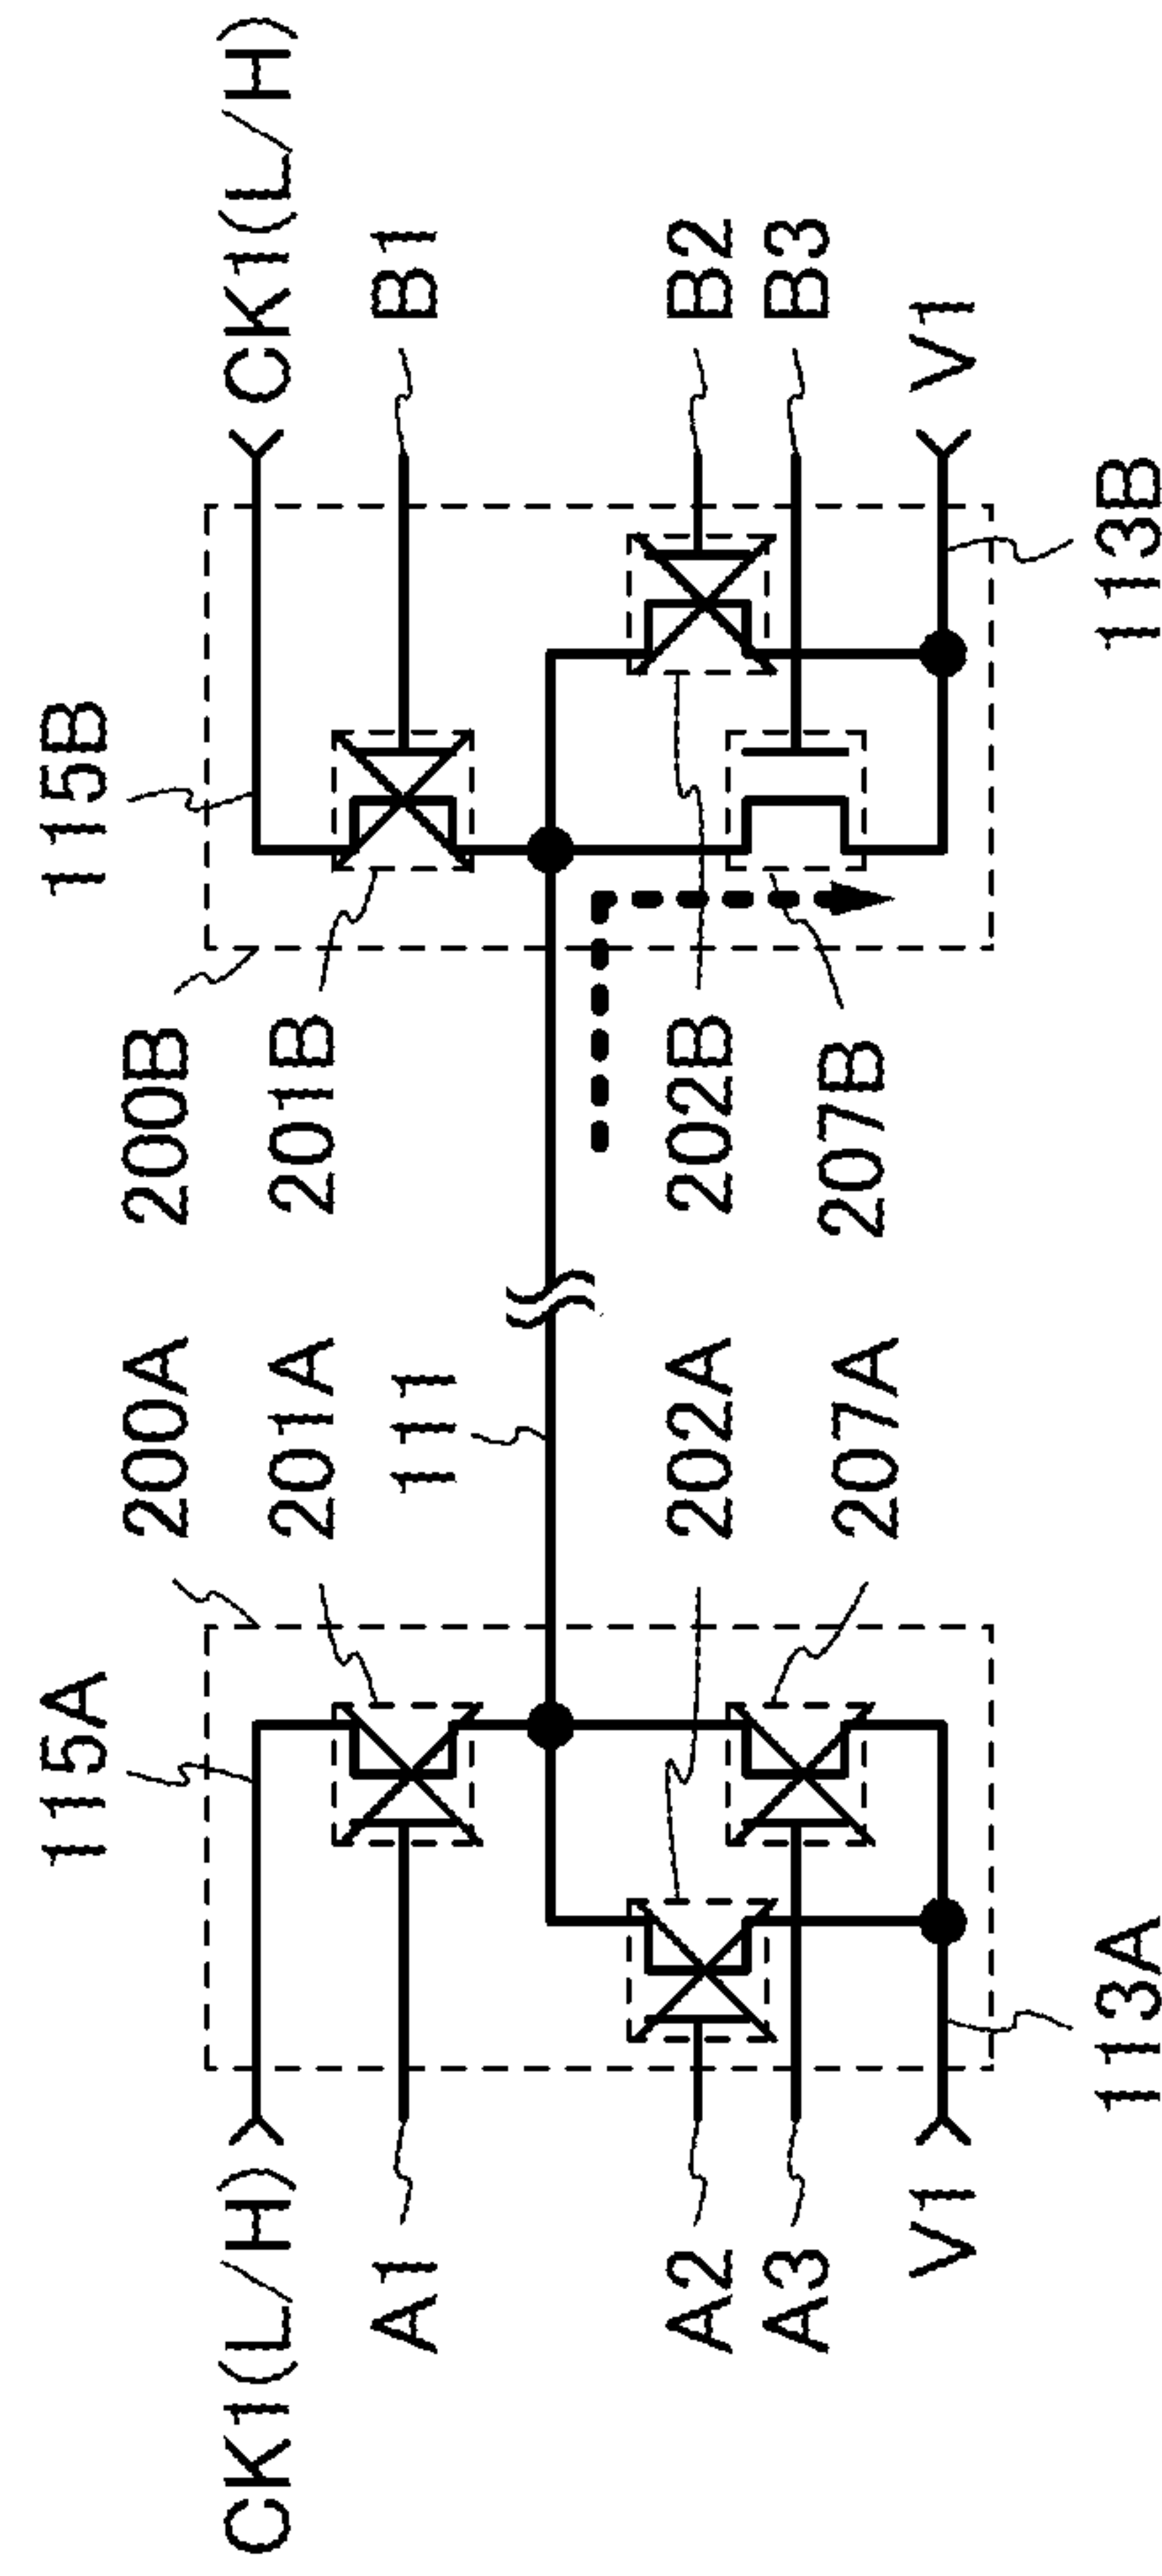 CK1(L/H)
115A
200A
200B
115B
CK1(L/H)
A1
201A
201B
B1
111
A2
202A
202B
B2
A3
207A
207B
B3
V1
113A
113B
V1